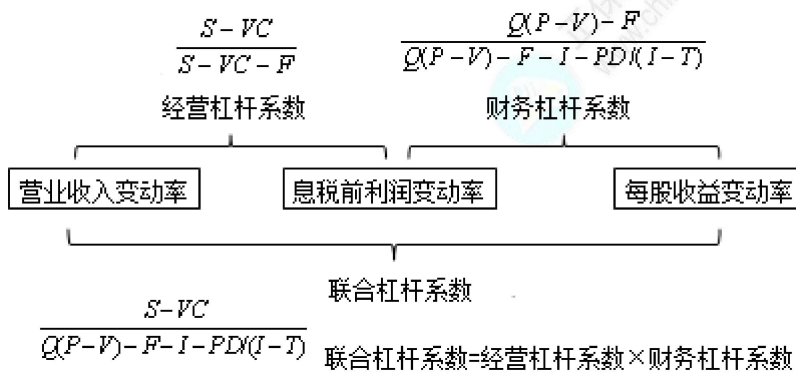 (S-VC)/(S-VC-F)
(Q(P-V)-F)/(Q(P-V)-F-I-PD/(I-T))
经营杠杆系数 财务杠杆系数
营业收入变动率 息税前利润变动率 每股收益变动率
联合杠杆系数
(S-VC)/(Q(P-V)-F-I-PD/(I-T))
联合杠杆系数=经营杠杆系数×财务杠杆系数